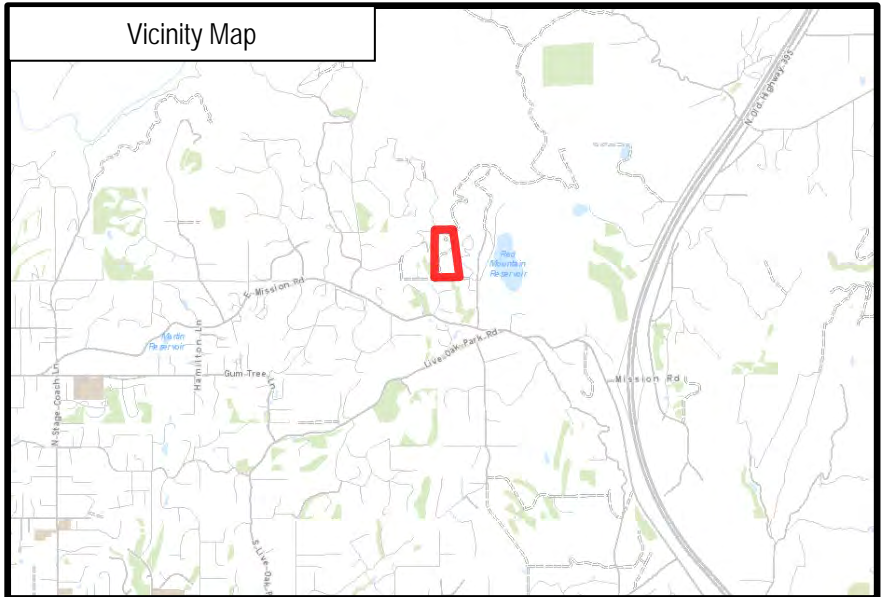 Vicinity Map
N Old Highway 395
Red
Mountain
Reservoir
E Mission Rd
Martin
Reservoir
Hamilton Ln
Gum Tree
Ln
Live Oak Park Rd
Mission Rd
N Stage Coach Ln
S Live Oak P